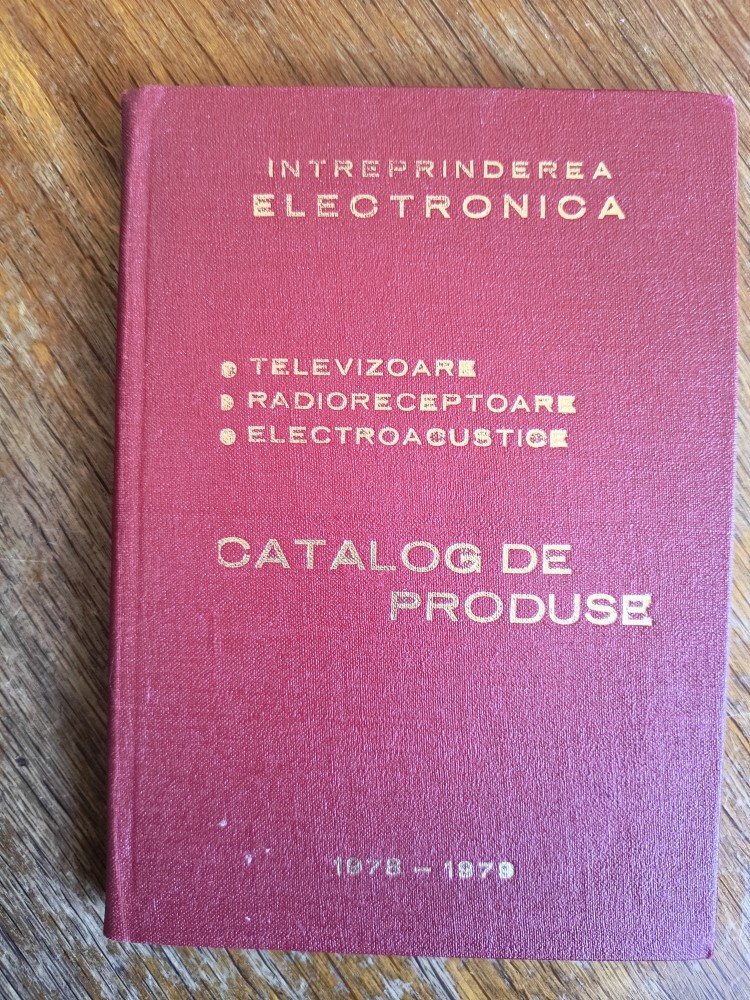 INTREPRINDEREA
ELECTRONICA
• TELEVIZOARE
• RADIORECEPTOARE
• ELECTROACUSTICE
CATALOG DE
PRODUSE
1978 - 1979